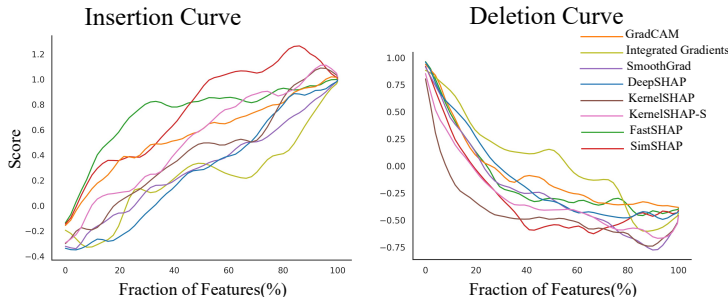 Insertion Curve
Deletion Curve
Score
1.2
1.0
0.8
0.6
0.4
0.2
0.0
−0.2
−0.4
0
20
40
60
80
100
Fraction of Features(%)
1.00
0.75
0.50
0.25
0.00
−0.25
−0.50
−0.75
0
20
40
60
80
100
Fraction of Features(%)
GradCAM
Integrated Gradients
SmoothGrad
DeepSHAP
KernelSHAP
KernelSHAP-S
FastSHAP
SimSHAP